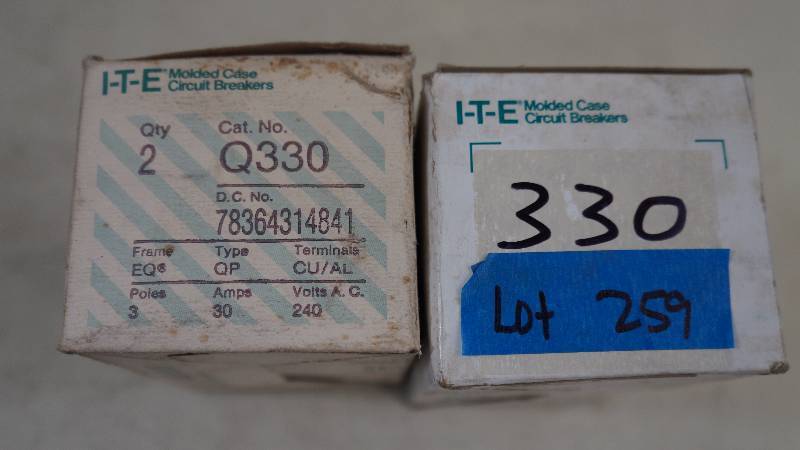 I-T-E® Molded Case
Circuit Breakers
Qty Cat. No.
2 Q330
D.C. No.
78364314841
Frame Type Terminals
EQ® QP CU/AL
Poles Amps Volts A. C.
3 30 240
I-T-E® Molded Case
Circuit Breakers
330
Lot 259